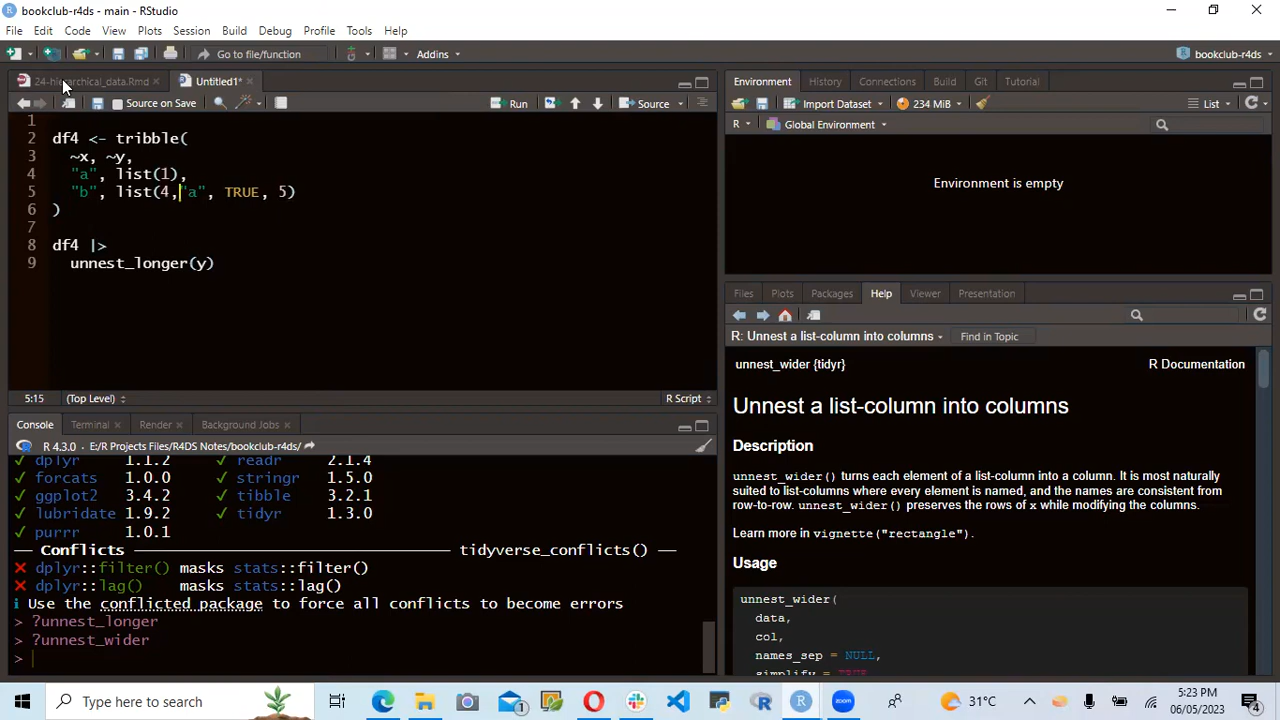 bookclub-r4ds - main - RStudio
File Edit Code View Plots Session Build Debug Profile Tools Help
Go to file/function Addins bookclub-r4ds
24-hierarchical_data.Rmd Untitled1*
Source on Save Run Source
1
2 df4 <- tribble(
3 ~x, ~y,
4 "a", list(1),
5 "b", list(4,"a", TRUE, 5)
6 )
7
8 df4 |>
9 unnest_longer(y)
5:15 (Top Level) R Script
Console Terminal Render Background Jobs
R 4.3.0 · E:/R Projects/R4DS Notes/bookclub-r4ds/
✓ dplyr 1.1.2 ✓ readr 2.1.4
✓ forcats 1.0.0 ✓ stringr 1.5.0
✓ ggplot2 3.4.2 ✓ tibble 3.2.1
✓ lubridate 1.9.2 ✓ tidyr 1.3.0
✓ purrr 1.0.1
── Conflicts ── tidyverse_conflicts() ──
✗ dplyr::filter() masks stats::filter()
✗ dplyr::lag() masks stats::lag()
ℹ Use the conflicted package to force all conflicts to become errors
> ?unnest_longer
> ?unnest_wider
>
Environment History Connections Build Git Tutorial
Import Dataset 234 MiB List
R Global Environment
Environment is empty
Files Plots Packages Help Viewer Presentation
R: Unnest a list-column into columns Find in Topic
unnest_wider {tidyr} R Documentation
Unnest a list-column into columns
Description
unnest_wider() turns each element of a list-column into a column. It is most naturally
suited to list-columns where every element is named, and the names are consistent from
row-to-row. unnest_wider() preserves the rows of x while modifying the columns.
Learn more in vignette("rectangle").
Usage
unnest_wider(
data,
col,
names_sep = NULL,
simplify = TRUE,
Type here to search
1
zoom
31°C
5:23 PM
06/05/2023
4